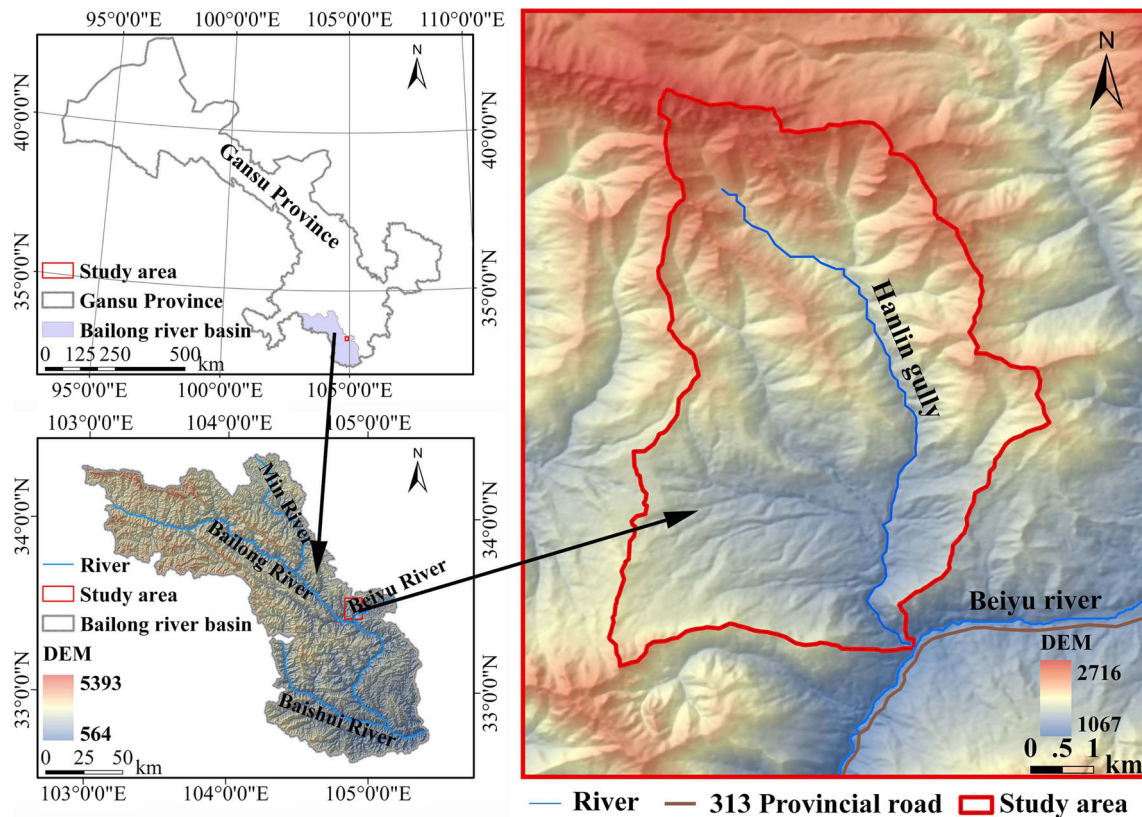 95°0'0"E 100°0'0"E 105°0'0"E 110°0'0"E
N
40°0'0"N
40°0'0"N
35°0'0"N
35°0'0"N
Gansu Province
Study area
Gansu Province
Bailong river basin
0 125 250 500
km
95°0'0"E 100°0'0"E 105°0'0"E
103°0'0"E 104°0'0"E 105°0'0"E
N
34°0'0"N
34°0'0"N
33°0'0"N
33°0'0"N
Min River
Bailong River
Beiyu River
Baishui River
River
Study area
Bailong river basin
DEM
5393
564
0 25 50
km
103°0'0"E 104°0'0"E 105°0'0"E
N
Hanlin gully
Beiyu river
DEM
2716
1067
0 .5 1
km
River 313 Provincial road Study area